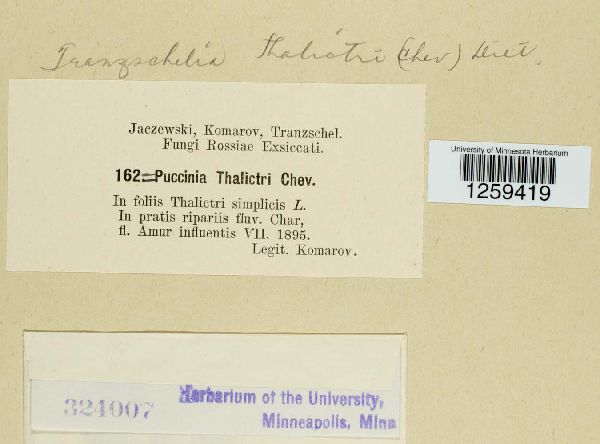 Tranzschelia thalictri (Chev) Diet.
Jaczewski, Komarov, Tranzschel.
Fungi Rossiae Exsiccati.
162=Puccinia Thalictri Chev.
In foliis Thalictri simplicis L.
In pratis ripariis fluv. Char,
fl. Amur influentis VII. 1895.
Legit. Komarov.
University of Minnesota Herbarium
1259419
324007
Herbarium of the University,
Minneapolis, Minn